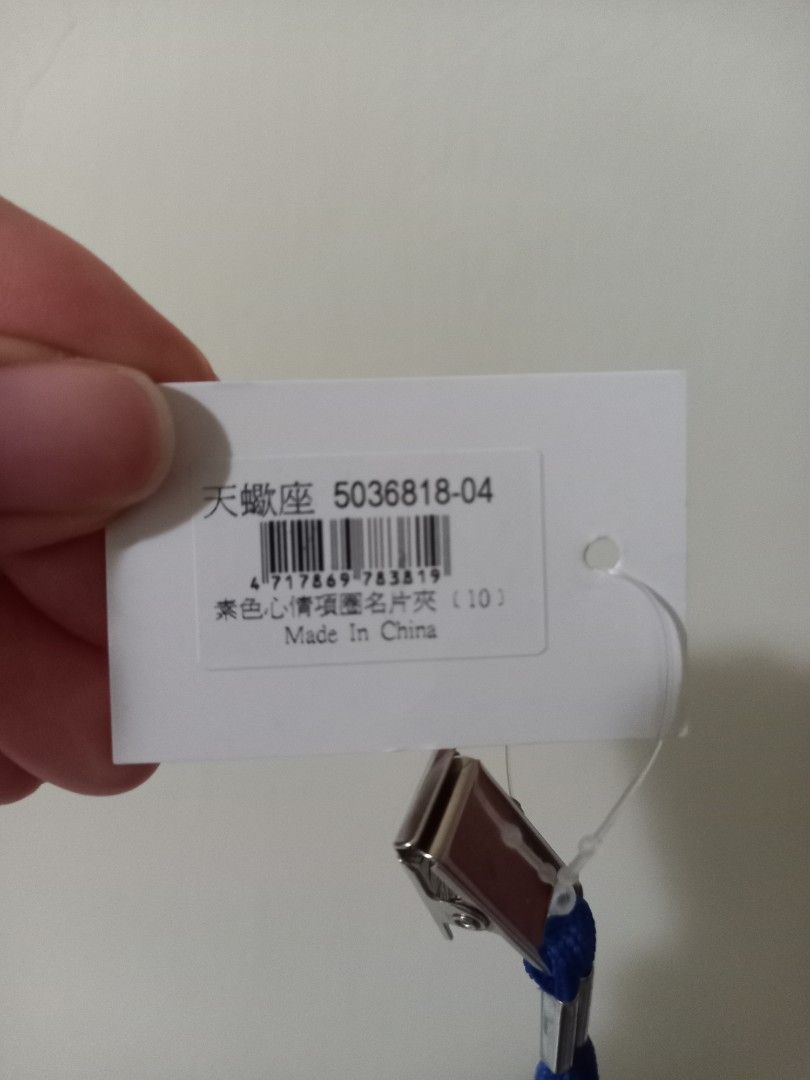 天蠍座 5036818-04
4 717869 783819
素色心情項圈名片夾（10）
Made In China